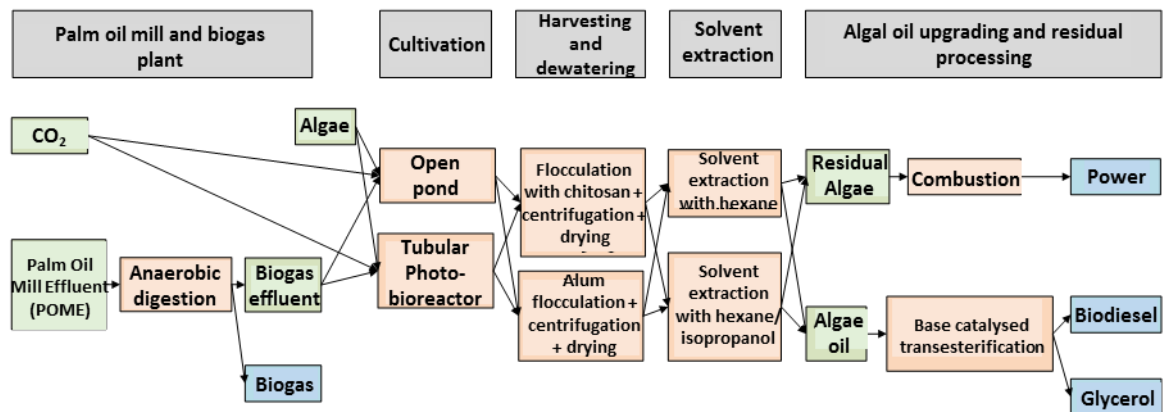 Palm oil mill and biogas
plant
Cultivation
Harvesting
and
dewatering
Solvent
extraction
Algal oil upgrading and residual
processing
CO₂
Algae
Open
pond
Flocculation
with chitosan +
centrifugation +
drying
Solvent
extraction
with hexane
Residual
Algae
Combustion
Power
Palm Oil
Mill Effluent
(POME)
Anaerobic
digestion
Biogas
effluent
Tubular
Photo-
bioreactor
Alum
flocculation +
centrifugation
+ drying
Solvent
extraction
with hexane/
isopropanol
Algae
oil
Base catalysed
transesterification
Biodiesel
Biogas
Glycerol